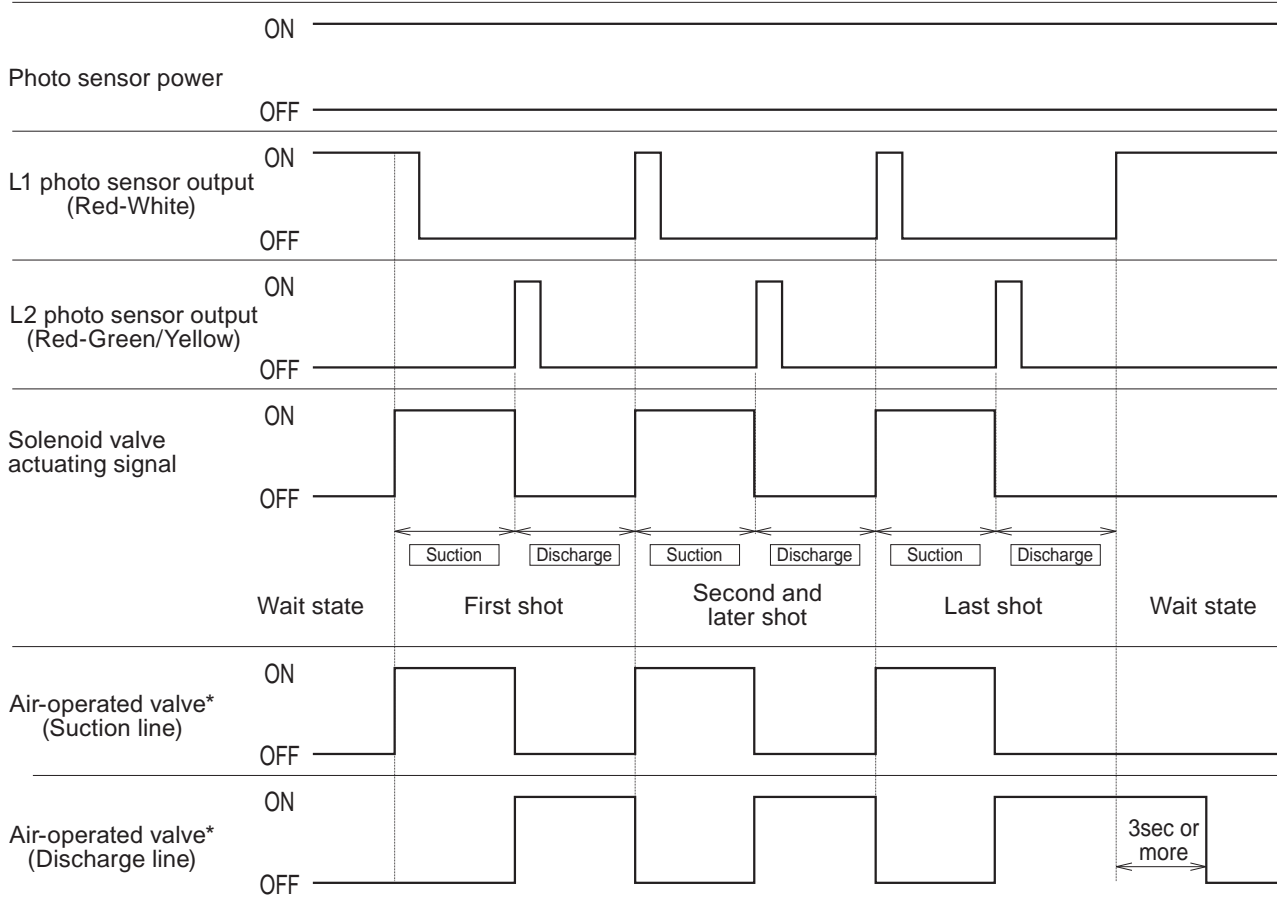 ON
Photo sensor power
OFF
ON
L1 photo sensor output
(Red-White)
OFF
ON
L2 photo sensor output
(Red-Green/Yellow)
OFF
ON
Solenoid valve
actuating signal
OFF
Suction Discharge Suction Discharge Suction Discharge
Wait state First shot Second and
later shot Last shot Wait state
ON
Air-operated valve*
(Suction line)
OFF
ON
Air-operated valve*
(Discharge line)
3sec or
more
OFF